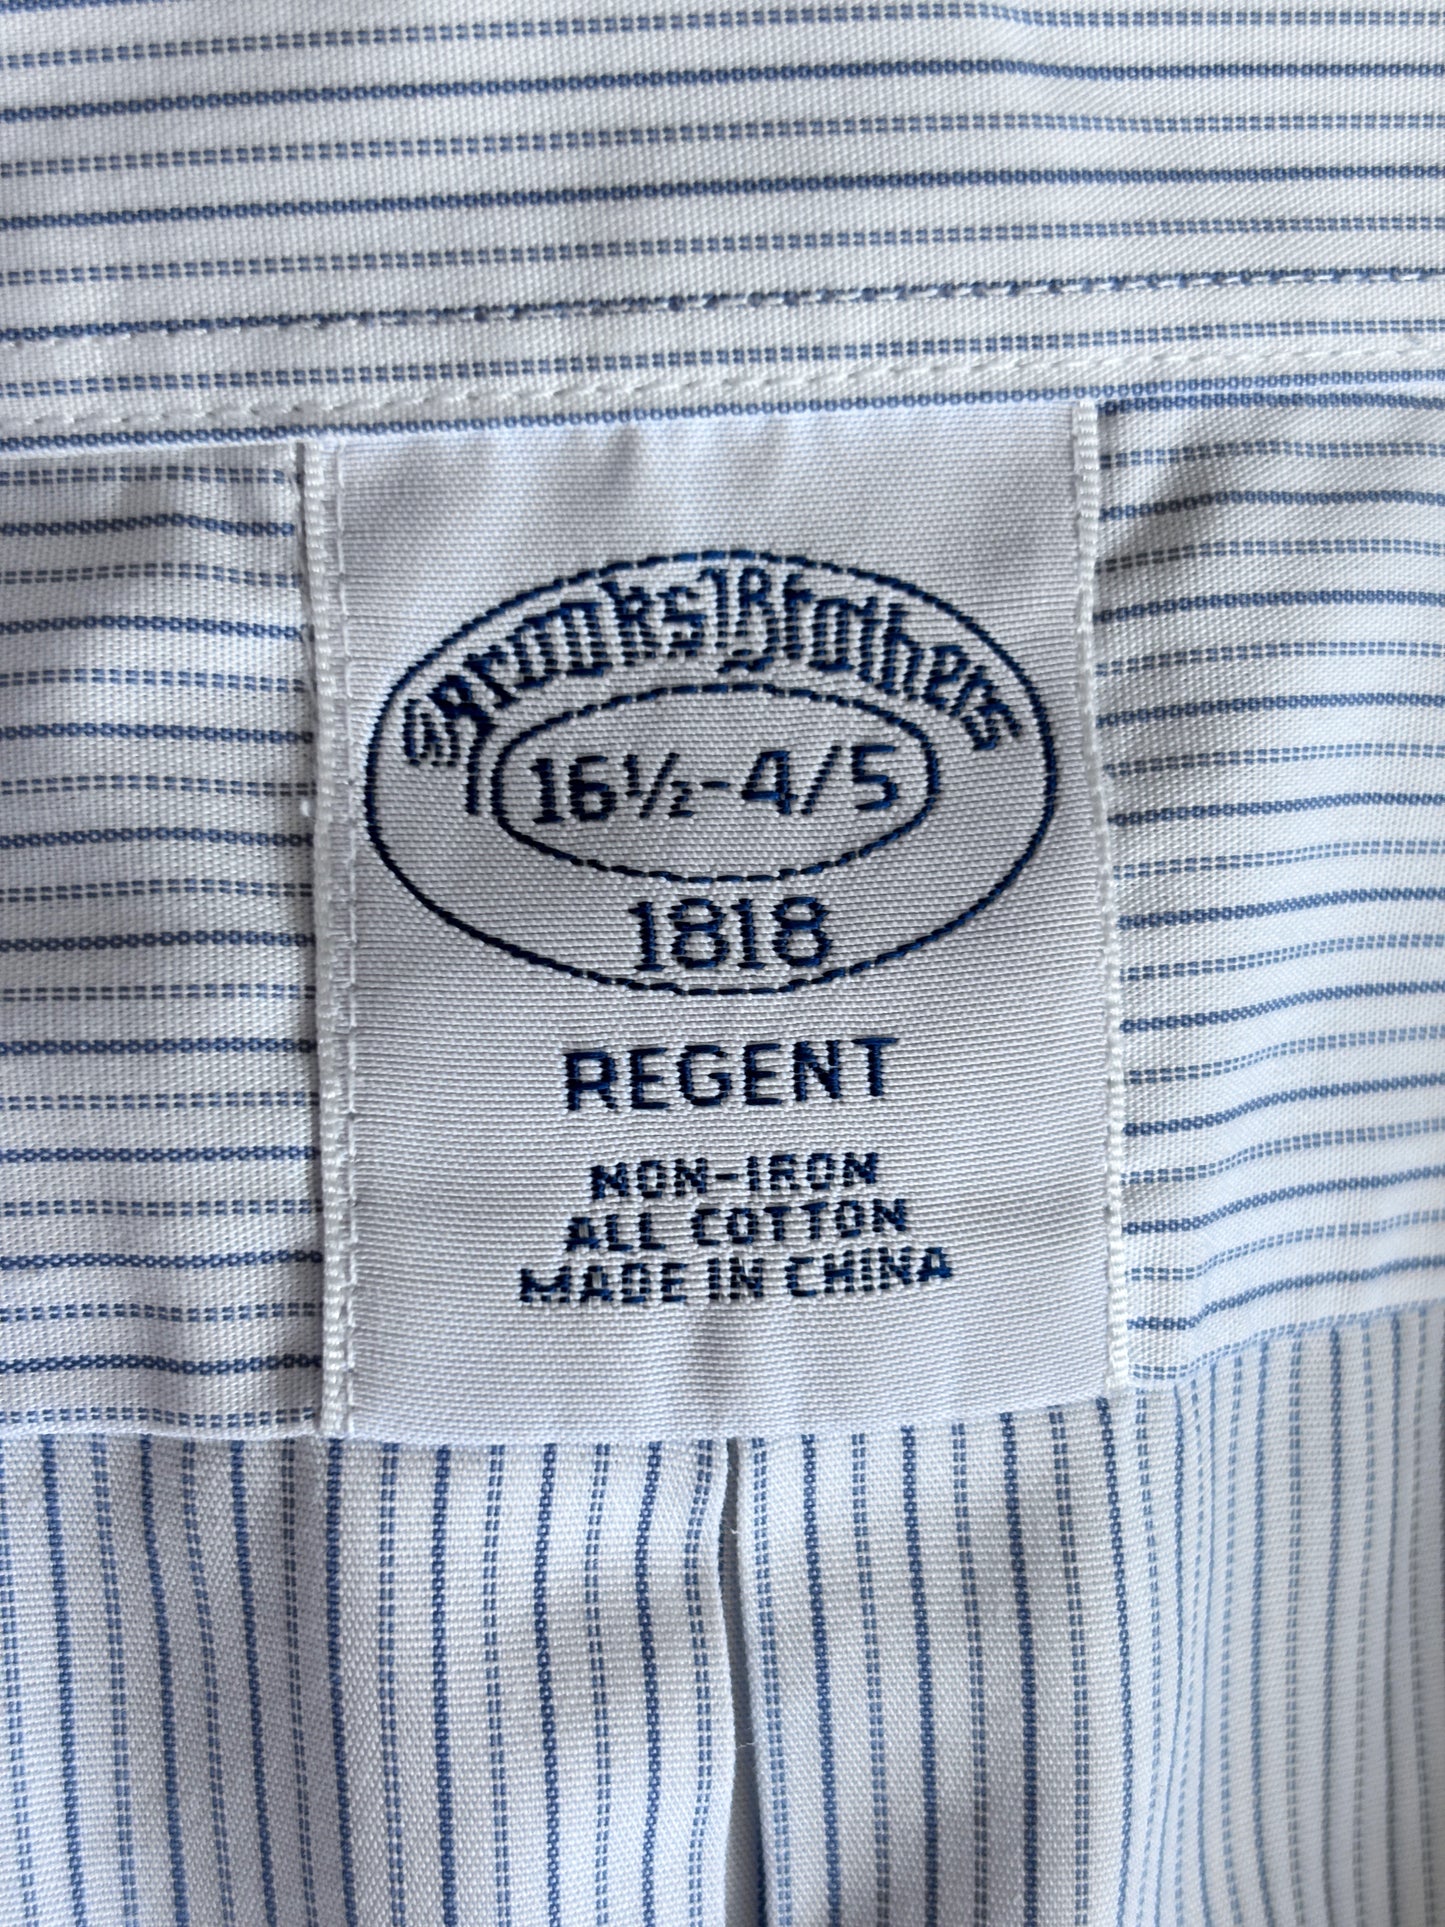 Brooks Brothers
16½-4/5
1818
REGENT
NON-IRON
ALL COTTON
MADE IN CHINA